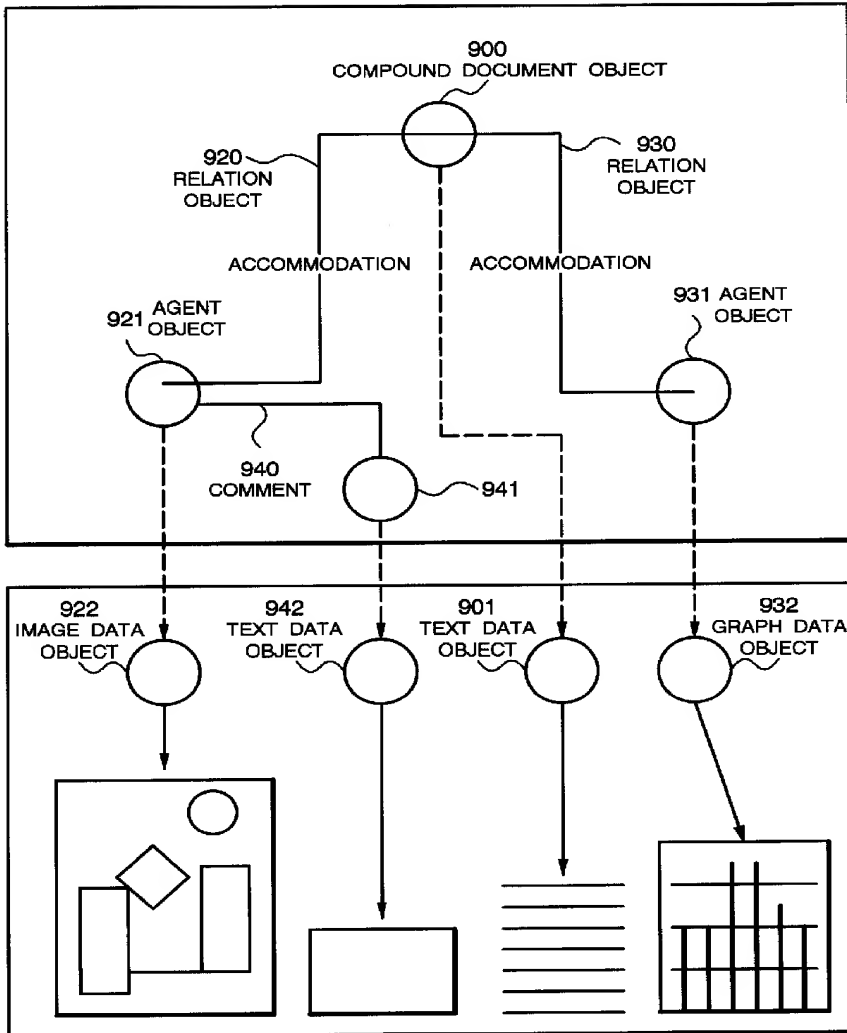 900
COMPOUND DOCUMENT OBJECT
920
RELATION
OBJECT
930
RELATION
OBJECT
ACCOMMODATION
ACCOMMODATION
921 AGENT
OBJECT
931 AGENT
OBJECT
940
COMMENT
941
922
IMAGE DATA
OBJECT
942
TEXT DATA
OBJECT
901
TEXT DATA
OBJECT
932
GRAPH DATA
OBJECT